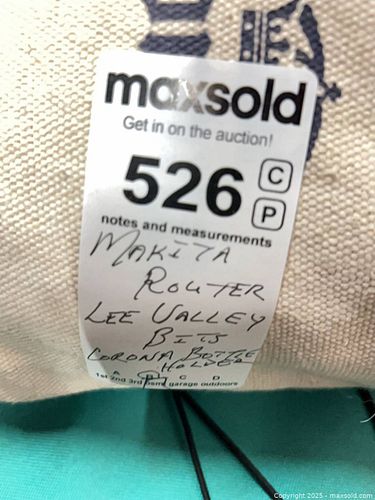 maxsold
Get in on the auction!
526 C
P
notes and measurements
MAKITA
ROUTER
LEE VALLEY
BITS
CORONA BOTTLE
HOLDER
A B C D
1st 2nd 3rd bsmt garage outdoors
Copyright 2025 - maxsold.com